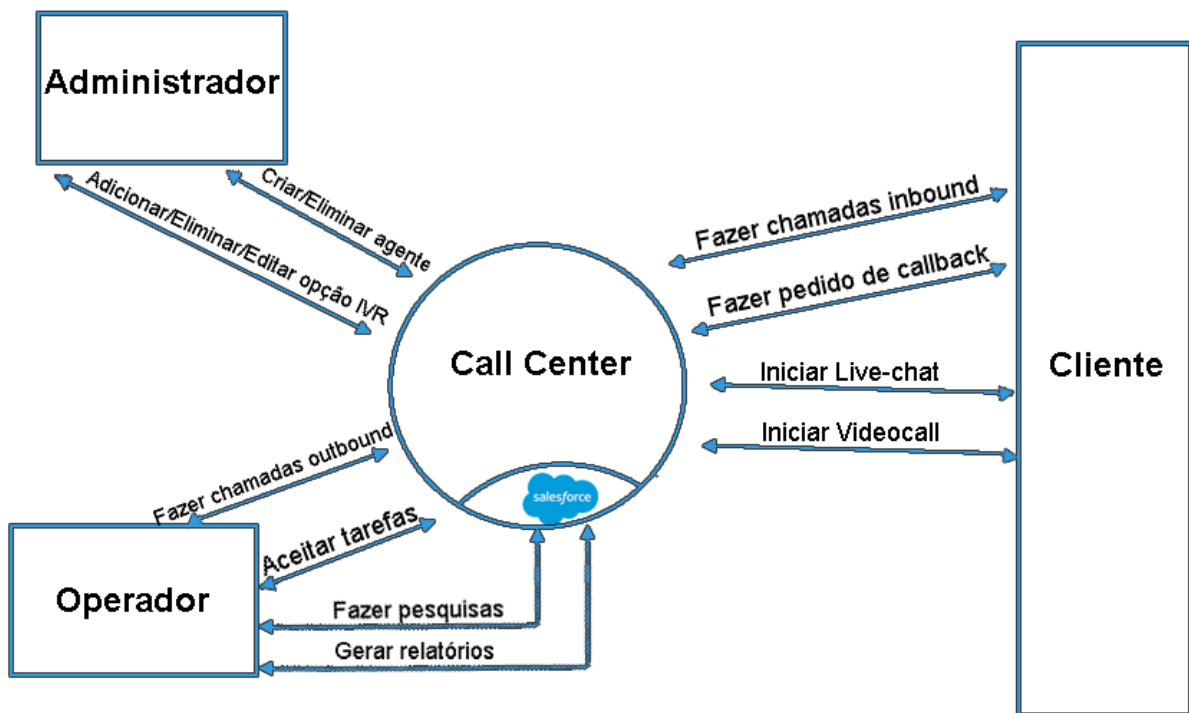 Administrador
Criar/Eliminar agente
Adicionar/Eliminar/Editar opção IVR
Fazer chamadas inbound
Fazer pedido de callback
Call Center
Iniciar Live-chat
Iniciar Videocall
Cliente
salesforce
Fazer chamadas outbound
Aceitar tarefas
Operador
Fazer pesquisas
Gerar relatórios